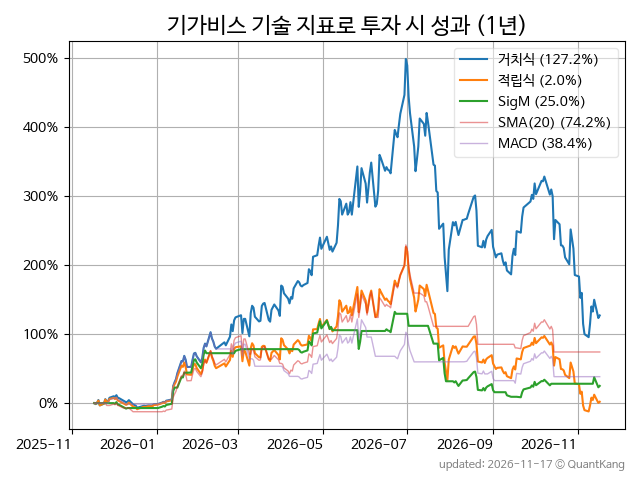 기가비스 기술 지표로 투자 시 성과 (1년)
500%
400%
300%
200%
100%
0%
거치식 (127.2%)
적립식 (2.0%)
SigM (25.0%)
SMA(20) (74.2%)
MACD (38.4%)
2025-11
2026-01
2026-03
2026-05
2026-07
2026-09
2026-11
updated: 2026-11-17 © QuantKang